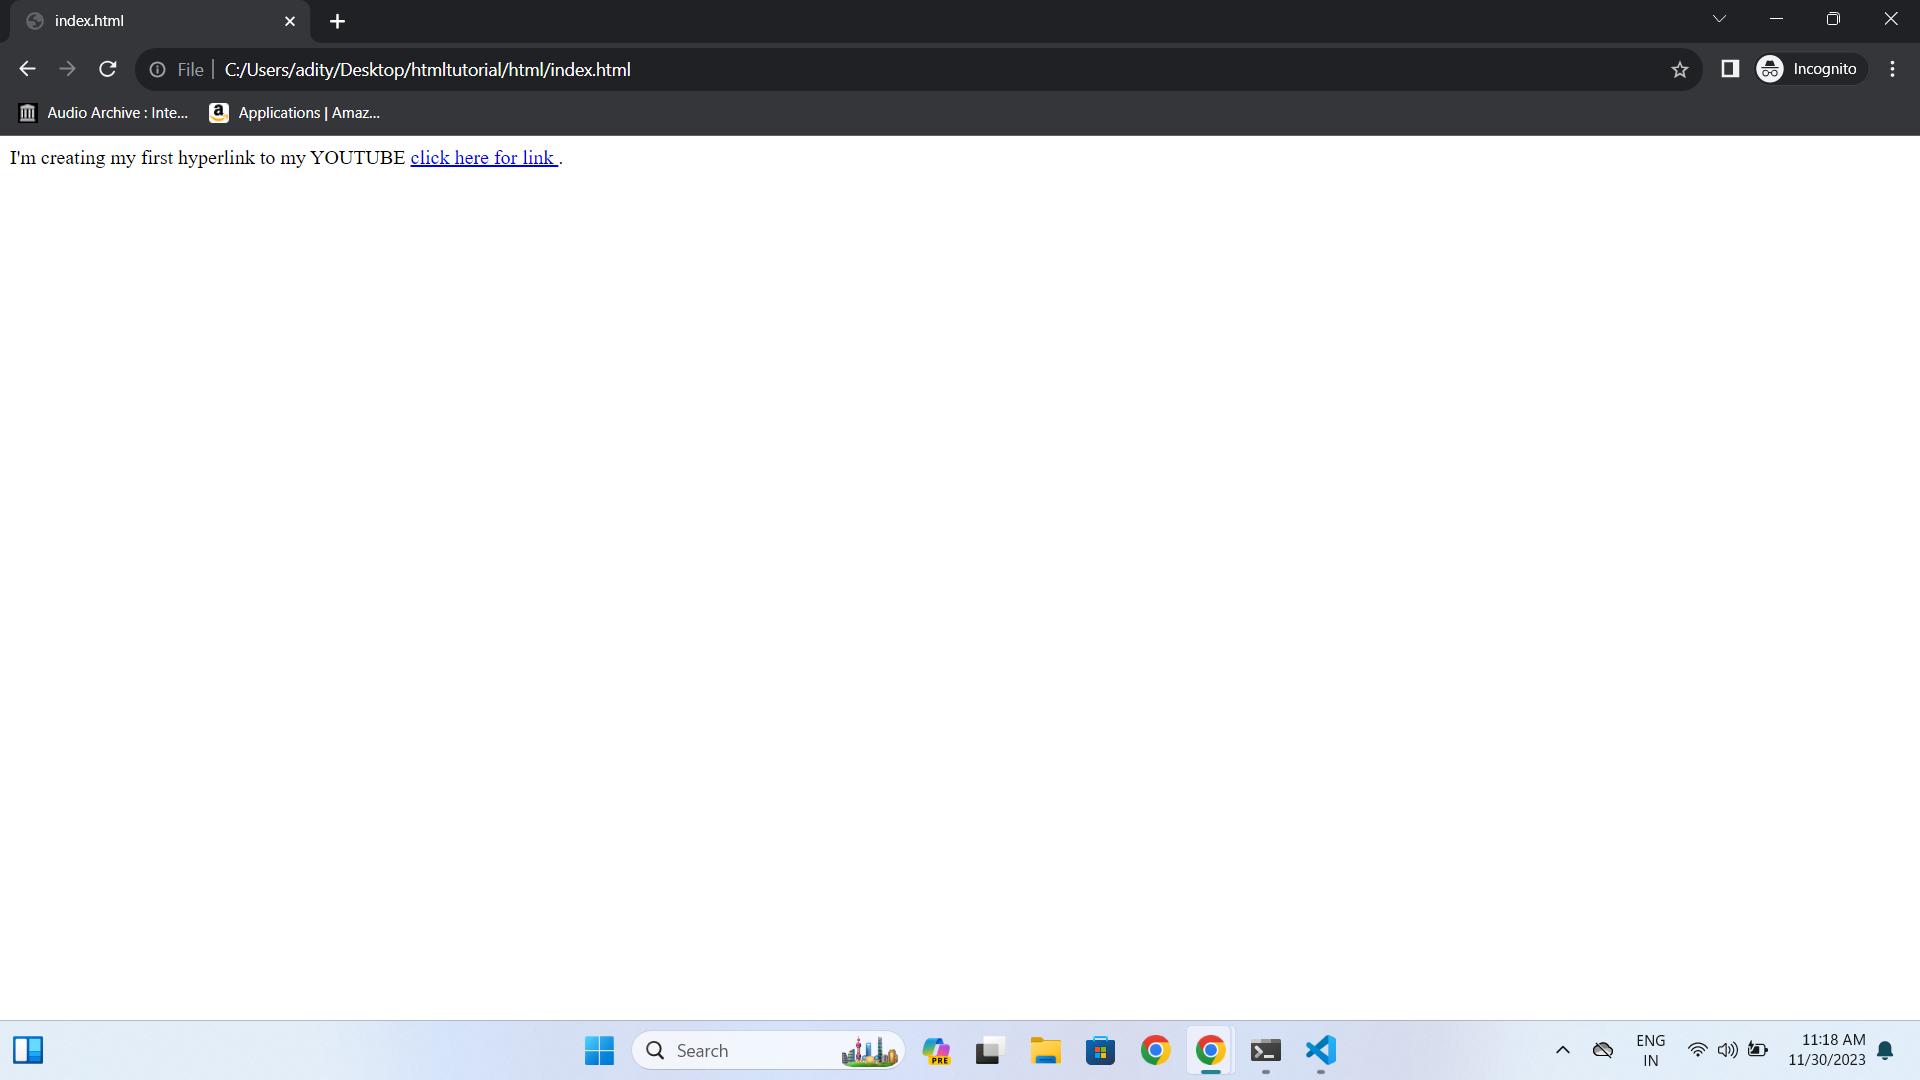 index.html
File C:/Users/adity/Desktop/htmltutorial/html/index.html
Incognito
Audio Archive : Inte... Applications | Amaz...
I'm creating my first hyperlink to my YOUTUBE click here for link .
Search
PRE
ENG
IN
11:18 AM
11/30/2023